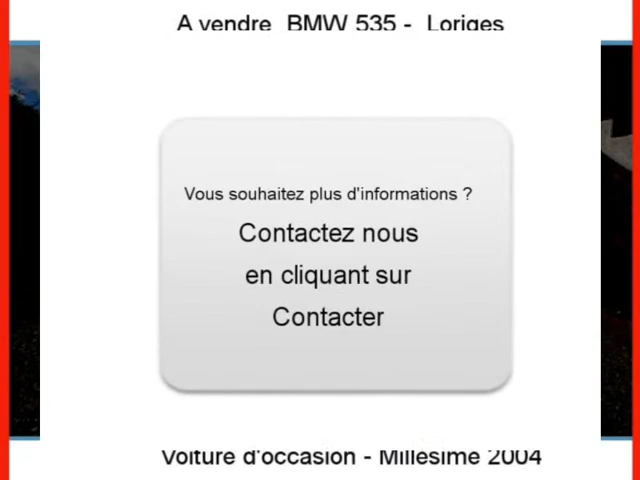 A vendre BMW 535 - Loriges
Vous souhaitez plus d'informations ?
Contactez nous
en cliquant sur
Contacter
Voiture d'occasion - Millesime 2004